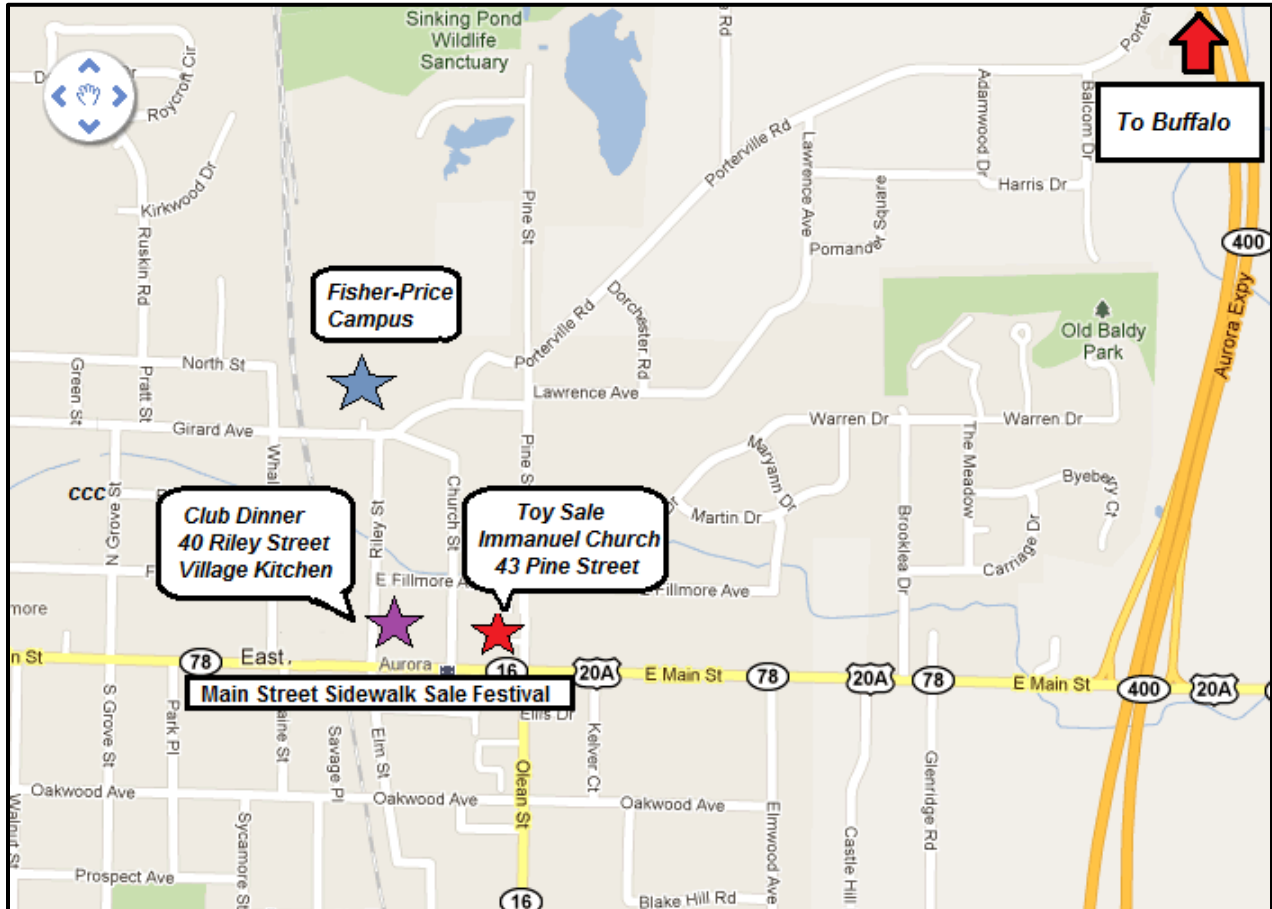 Sinking Pond
Wildlife
Sanctuary
Roycroft Cir
Kirkwood Dr
Ruskin Rd
Pine St
Porterville Rd
Lawrence Ave
Adamwood Dr
Balcom Dr
Harris Dr
To Buffalo
Pomander
Square
400
Aurora Expy
Fisher-Price
Campus
Porterville Rd
Dorchester Rd
Old Baldy
Park
Green St
North St
Pratt St
Girard Ave
Lawrence Ave
Warren Dr
Warren Dr
Maryann Dr
The Meadow
Martin Dr
Brooklea Dr
Carriage Dr
Church St
Riley St
ccc
N Grove St
Club Dinner
40 Riley Street
Village Kitchen
Toy Sale
Immanuel Church
43 Pine Street
E Fillmore
E Fillmore Ave
78
East
Aurora
16
20A
E Main St
78
20A
78
E Main St
400
20A
Main Street Sidewalk Sale Festival
Ellis Dr
Kelver Ct
S Grove St
Park Pl
Savage Pl
Elm St
Olean St
Oakwood Ave
Oakwood Ave
Oakwood Ave
Walnut St
Sycamore St
Elmwood Ave
Castle Hill
Glenridge Rd
Prospect Ave
16
Blake Hill Rd